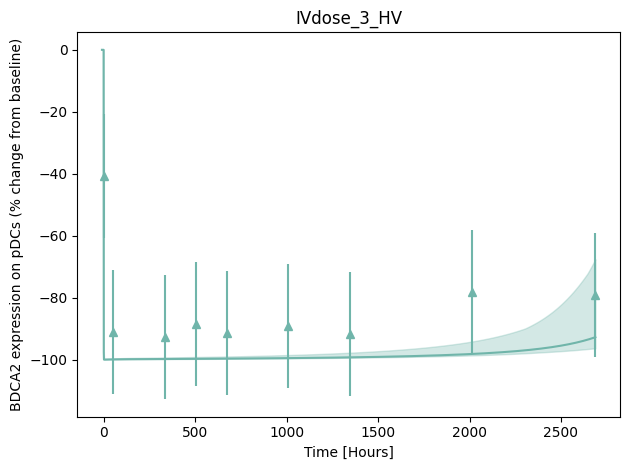 IVdose_3_HV
BDCA2 expression on pDCs (% change from baseline)
0
−20
−40
−60
−80
−100
0 500 1000 1500 2000 2500
Time [Hours]